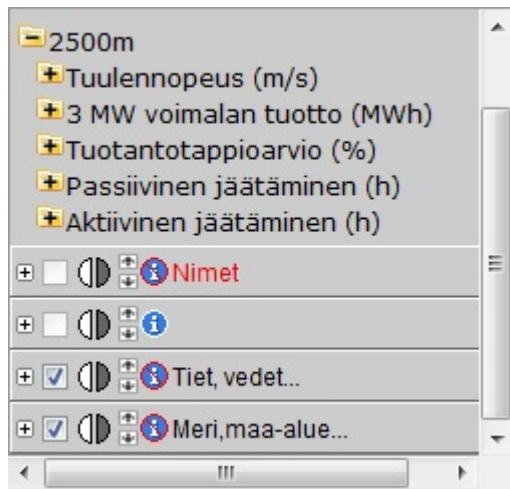 2500m
Tuulennopeus (m/s)
3 MW voimalan tuotto (MWh)
Tuotantotappioarvio (%)
Passiivinen jäätäminen (h)
Aktiivinen jäätäminen (h)
Nimet
Tiet, vedet...
Meri,maa-alue...